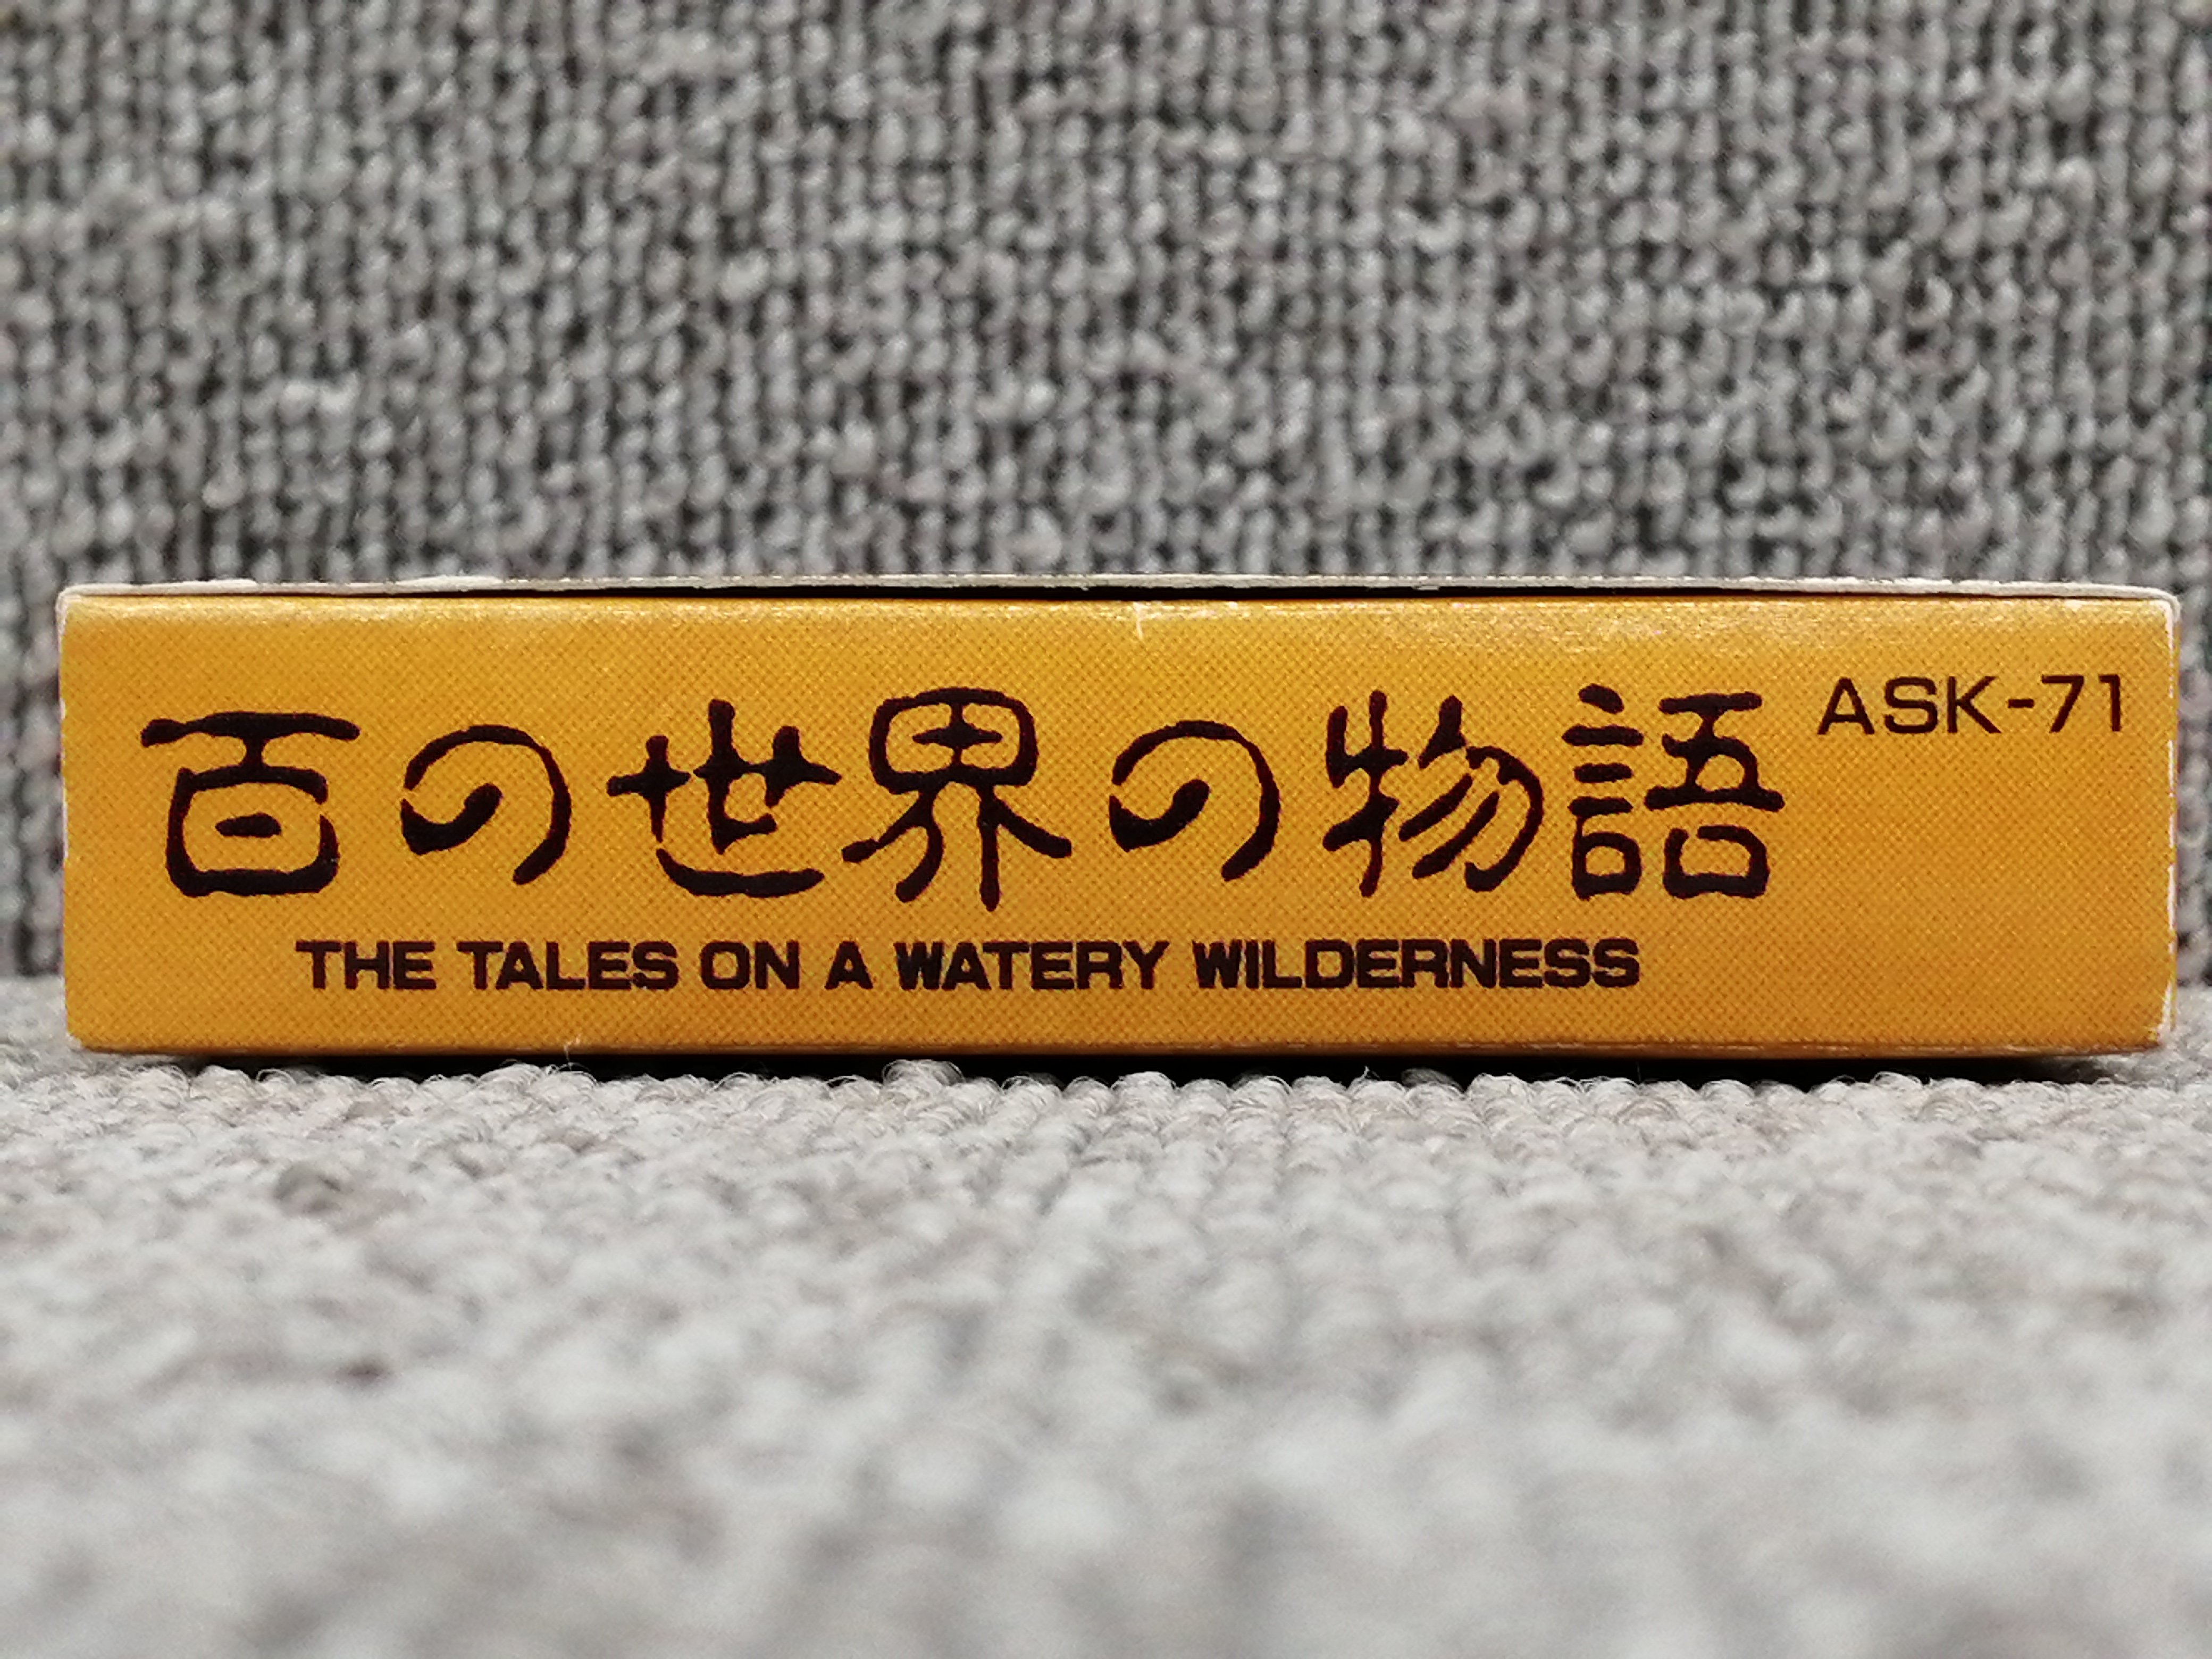 百の世界の物語
ASK-71
THE TALES ON A WATERY WILDERNESS